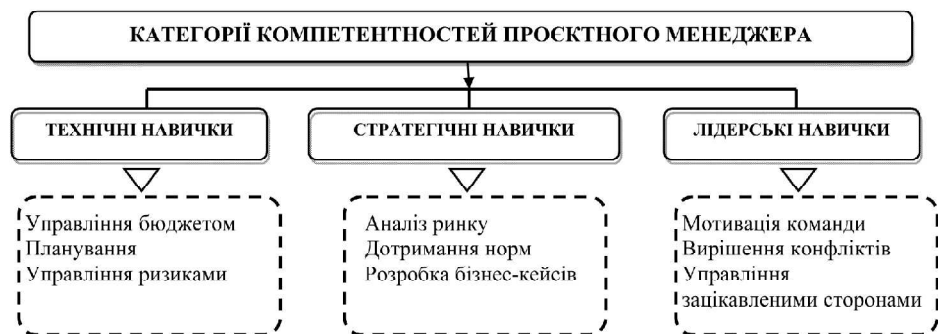 КАТЕГОРІЇ КОМПЕТЕНТНОСТЕЙ ПРОЄКТНОГО МЕНЕДЖЕРА
ТЕХНІЧНІ НАВИЧКИ
СТРАТЕГІЧНІ НАВИЧКИ
ЛІДЕРСЬКІ НАВИЧКИ
Управління бюджетом
Планування
Управління ризиками
Аналіз ринку
Дотримання норм
Розробка бізнес-кейсів
Мотивація команди
Вирішення конфліктів
Управління
зацікавленими сторонами